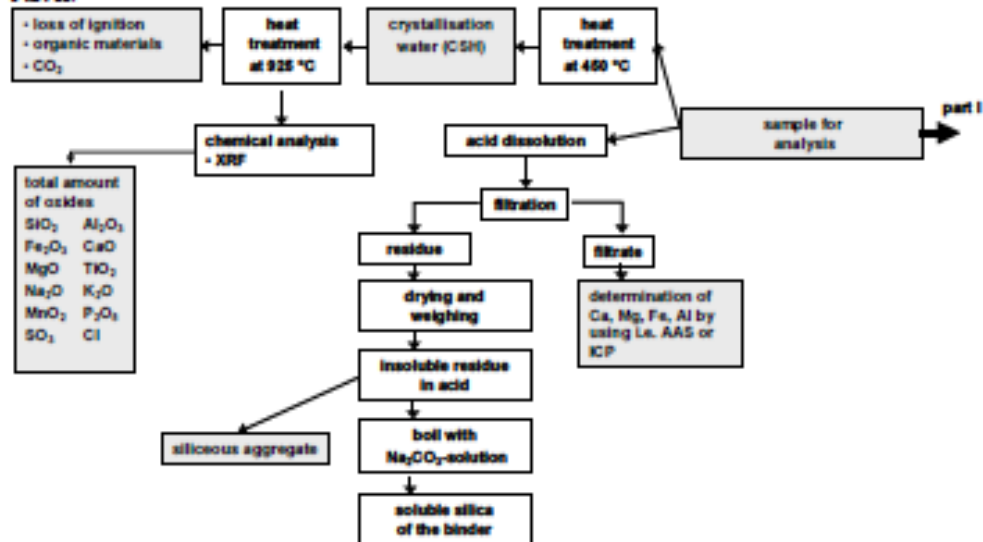 • loss of ignition
• organic materials
• CO₂
heat
treatment
at 925 °C
crystallisation
water (CSH)
heat
treatment
at 450 °C
part I
sample for
analysis
chemical analysis
• XRF
acid dissolution
total amount
of oxides
SiO₂ Al₂O₃
Fe₂O₃ CaO
MgO TiO₂
Na₂O K₂O
MnO₂ P₂O₅
SO₃ Cl
filtration
residue
filtrate
drying and
weighing
determination of
Ca, Mg, Fe, Al by
using i.e. AAS or
ICP
insoluble residue
in acid
siliceous aggregate
boil with
Na₂CO₃-solution
soluble silica
of the binder